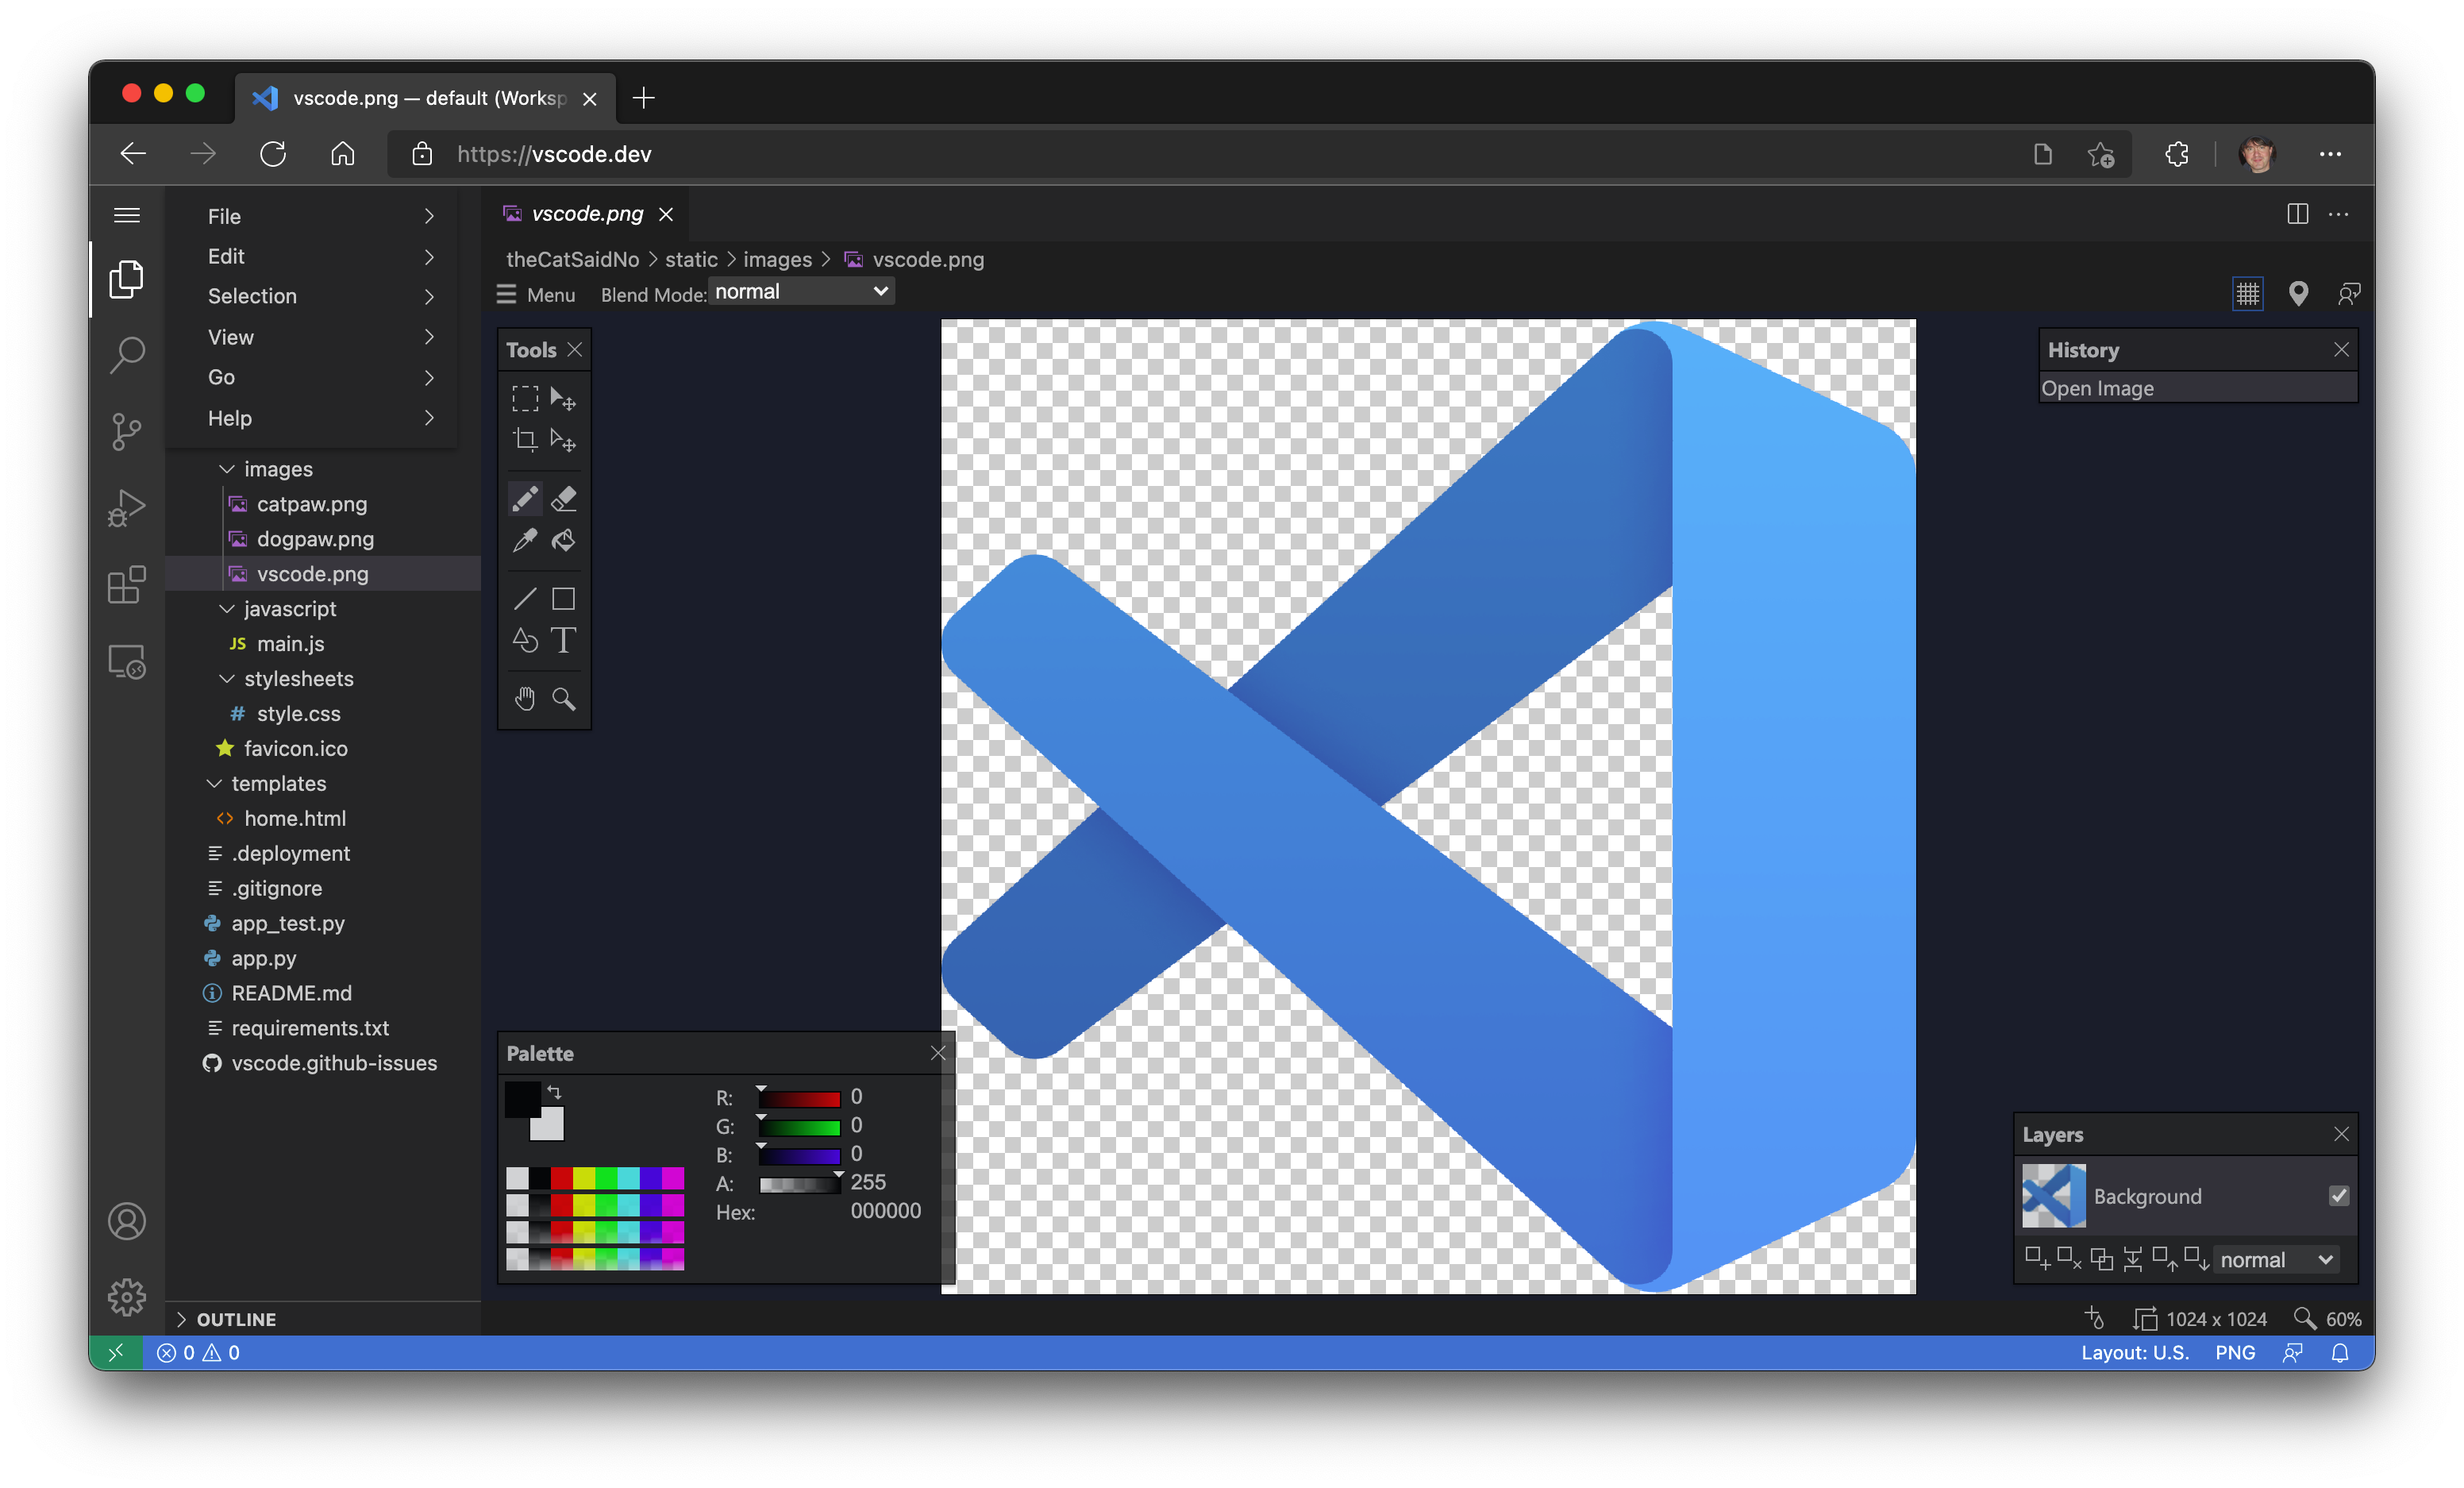 vscode.png — default (Worksp
https://vscode.dev
File
Edit
Selection
View
Go
Help
images
catpaw.png
dogpaw.png
vscode.png
javascript
JS main.js
stylesheets
# style.css
favicon.ico
templates
<> home.html
.deployment
.gitignore
app_test.py
app.py
README.md
requirements.txt
vscode.github-issues
OUTLINE
vscode.png
theCatSaidNo > static > images > vscode.png
Menu Blend Mode: normal
Tools
T
History
Open Image
Palette
R: 0
G: 0
B: 0
A: 255
Hex: 000000
Layers
Background
normal
1024 x 1024 60%
0 0
Layout: U.S. PNG